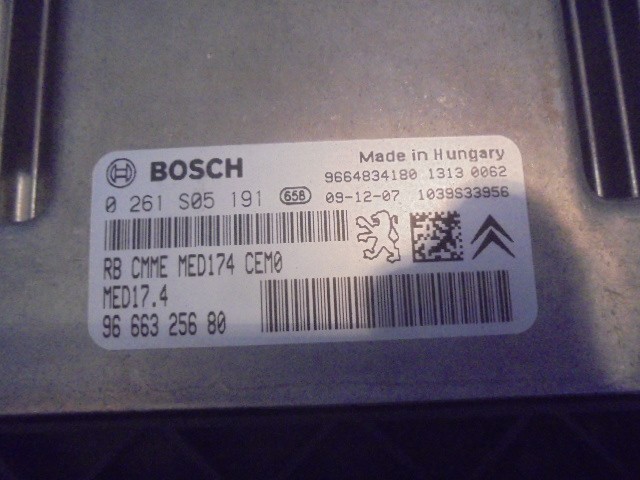 BOSCH
Made in Hungary
9664834180 1313 0062
0 261 S05 191 658 09-12-07 1039S33956
RB CMME MED174 CEM0
MED17.4
96 663 256 80